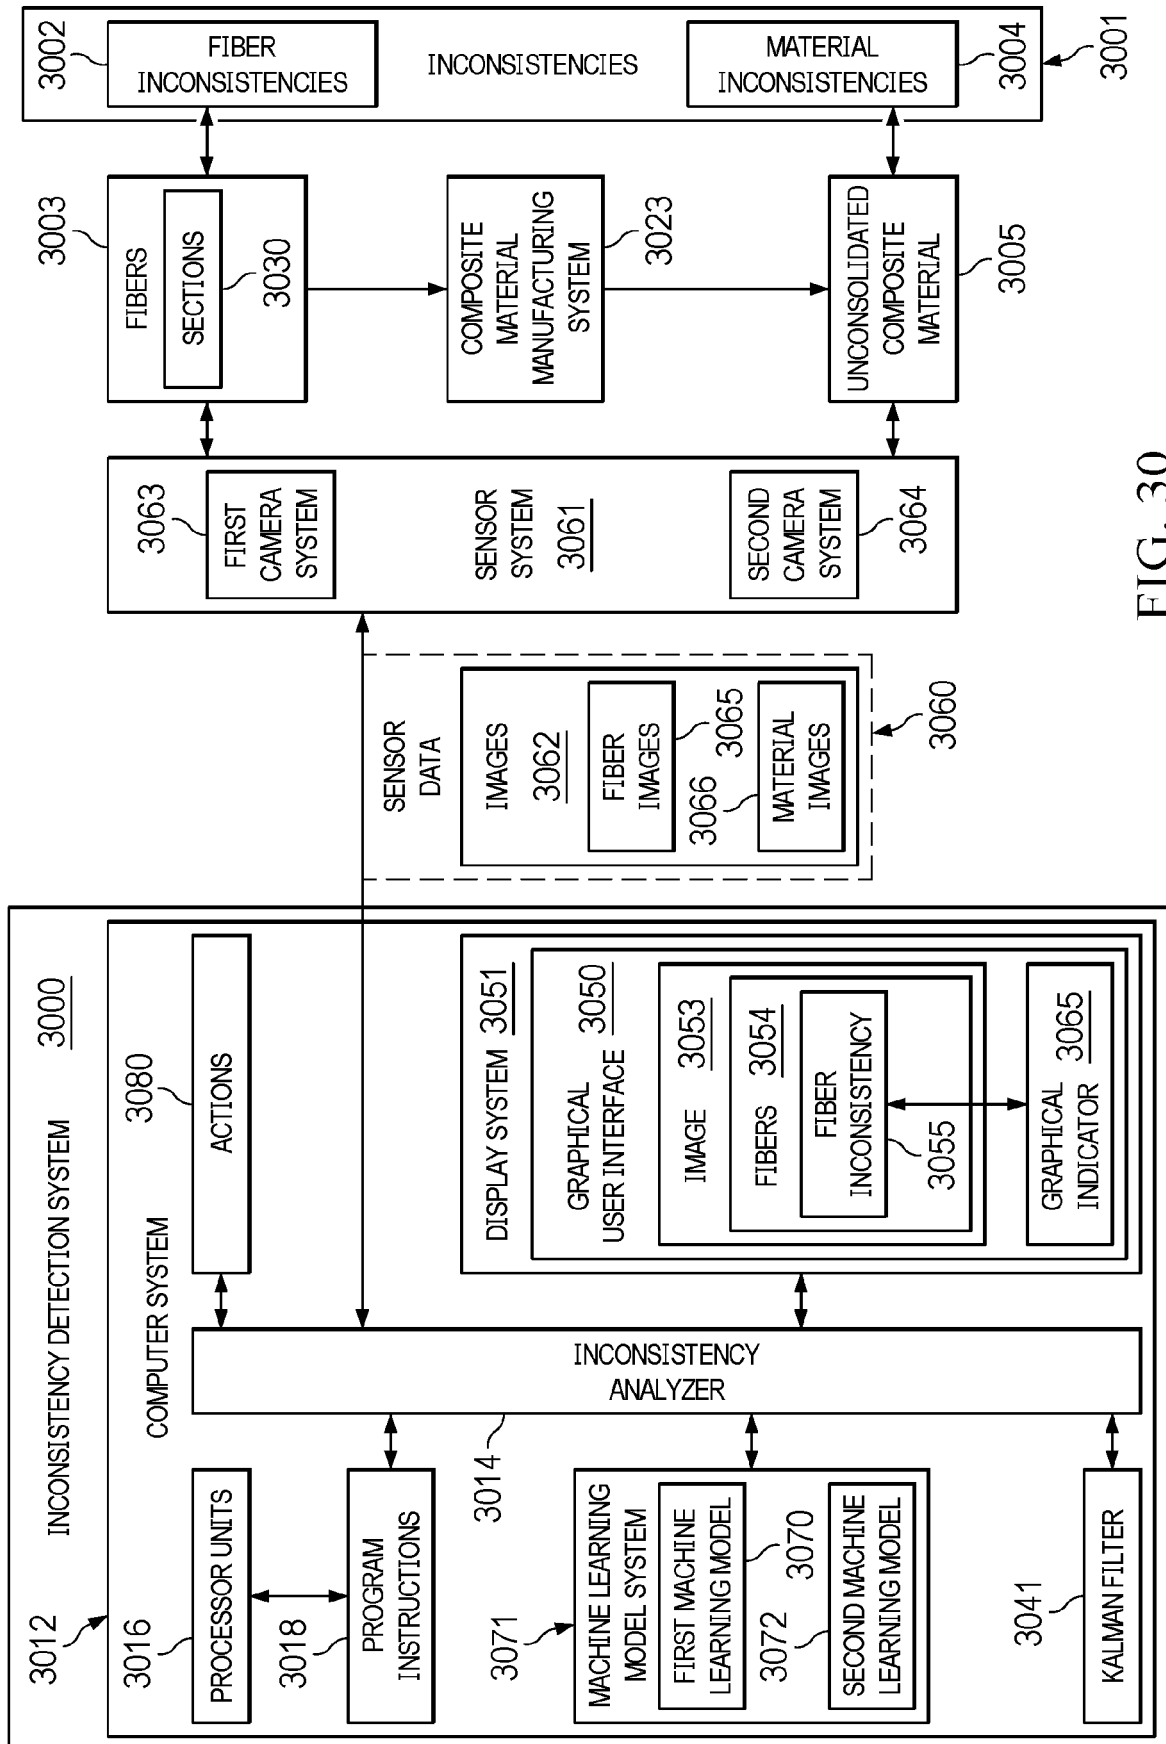 INCONSISTENCY DETECTION SYSTEM
3000
3012
COMPUTER SYSTEM
3016
PROCESSOR UNITS
3080
ACTIONS
3018
PROGRAM
INSTRUCTIONS
3014
INCONSISTENCY
ANALYZER
3071
MACHINE LEARNING
MODEL SYSTEM
FIRST MACHINE
LEARNING MODEL
3070
3072
SECOND MACHINE
LEARNING MODEL
3041
KALMAN FILTER
DISPLAY SYSTEM
3051
GRAPHICAL
USER INTERFACE
3050
IMAGE
3053
FIBERS
3054
FIBER
INCONSISTENCY
3055
GRAPHICAL
INDICATOR
3065
SENSOR
DATA
IMAGES
3062
FIBER
IMAGES
3065
3066
MATERIAL
IMAGES
3060
3063
FIRST
CAMERA
SYSTEM
SENSOR
SYSTEM
3061
SECOND
CAMERA
SYSTEM
3064
3003
FIBERS
SECTIONS
3030
COMPOSITE
MATERIAL
MANUFACTURING
SYSTEM
3023
UNCONSOLIDATED
COMPOSITE
MATERIAL
3005
3002
FIBER
INCONSISTENCIES
INCONSISTENCIES
MATERIAL
INCONSISTENCIES
3004
3001
FIG. 30